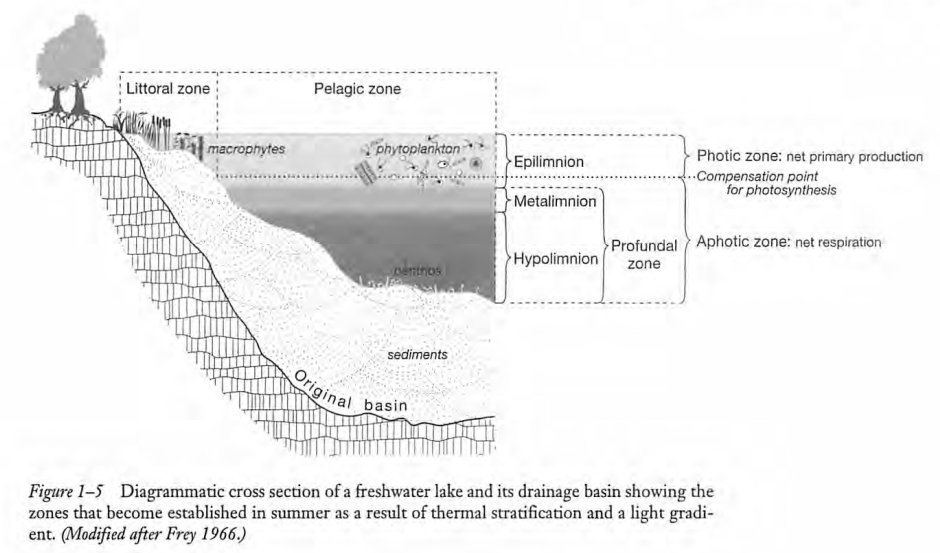 Littoral zone
Pelagic zone
macrophytes
phytoplankton
Epilimnion
Photic zone: net primary production
Compensation point
for photosynthesis
Metalimnion
Hypolimnion
Profundal
zone
Aphotic zone: net respiration
benthos
sediments
Original basin
Figure 1–5 Diagrammatic cross section of a freshwater lake and its drainage basin showing the
zones that become established in summer as a result of thermal stratification and a light gradi-
ent. (Modified after Frey 1966.)